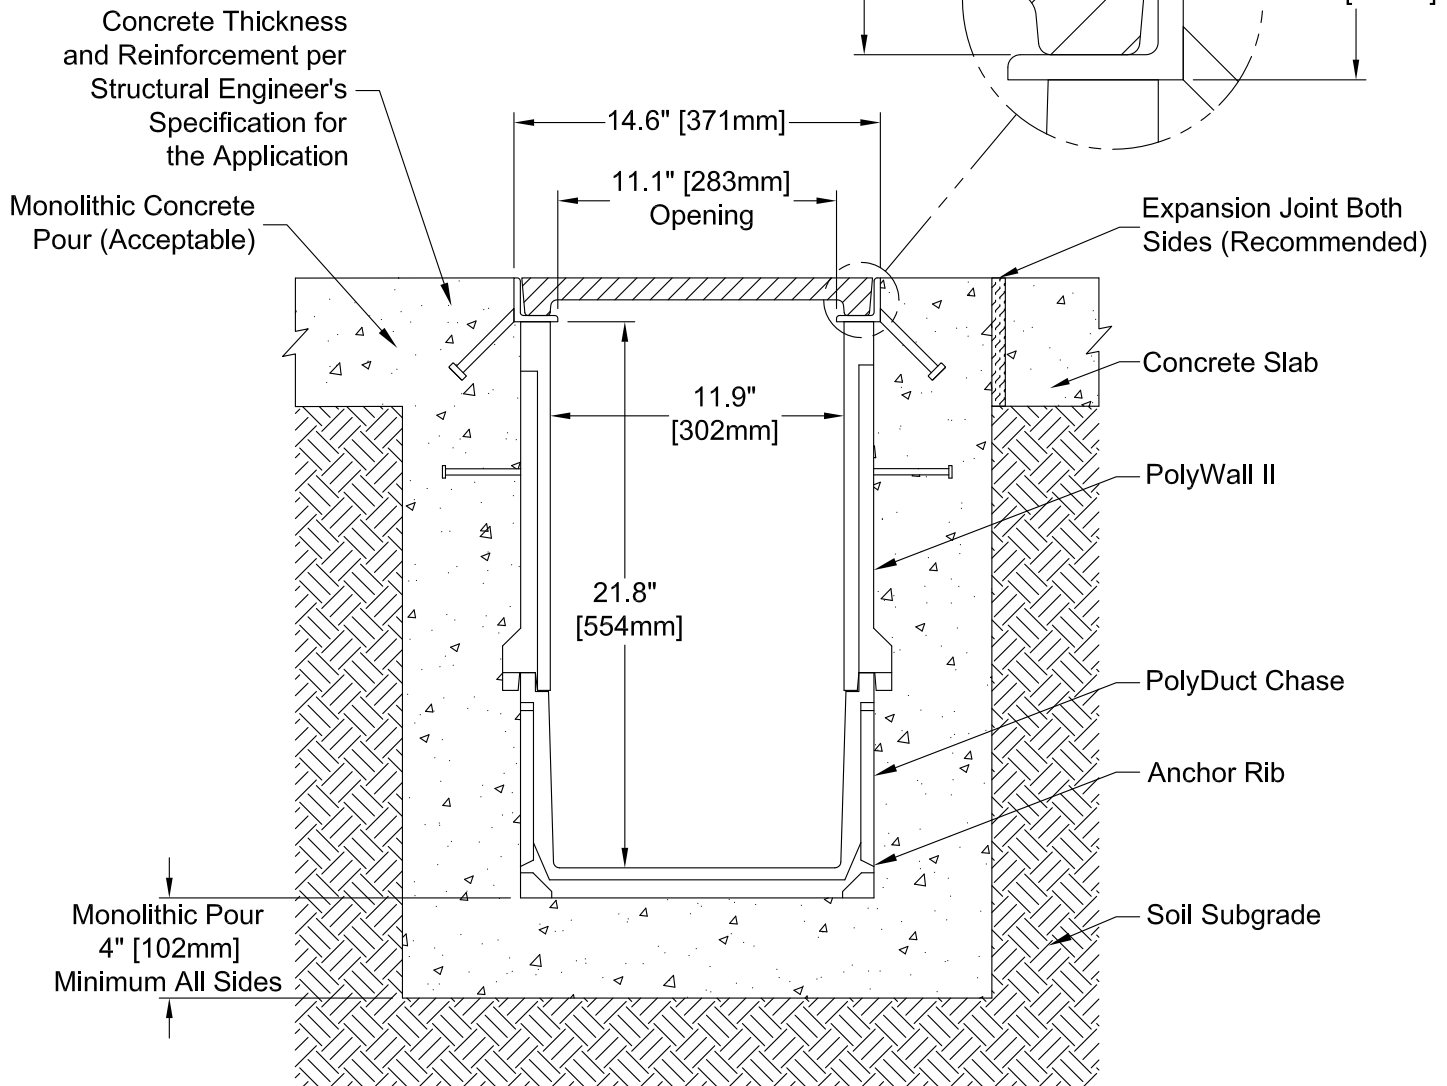 Concrete Thickness
and Reinforcement per
Structural Engineer's
Specification for
the Application
14.6" [371mm]
11.1" [283mm]
Opening
Monolithic Concrete
Pour (Acceptable)
Expansion Joint Both
Sides (Recommended)
Concrete Slab
11.9"
[302mm]
PolyWall II
21.8"
[554mm]
PolyDuct Chase
Anchor Rib
Monolithic Pour
4" [102mm]
Minimum All Sides
Soil Subgrade